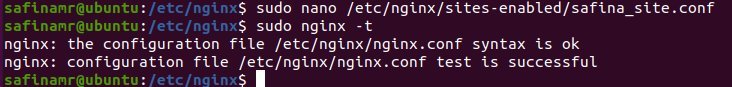 safinamr@ubuntu:/etc/nginx$ sudo nano /etc/nginx/sites-enabled/safina_site.conf
safinamr@ubuntu:/etc/nginx$ sudo nginx -t
nginx: the configuration file /etc/nginx/nginx.conf syntax is ok
nginx: configuration file /etc/nginx/nginx.conf test is successful
safinamr@ubuntu:/etc/nginx$